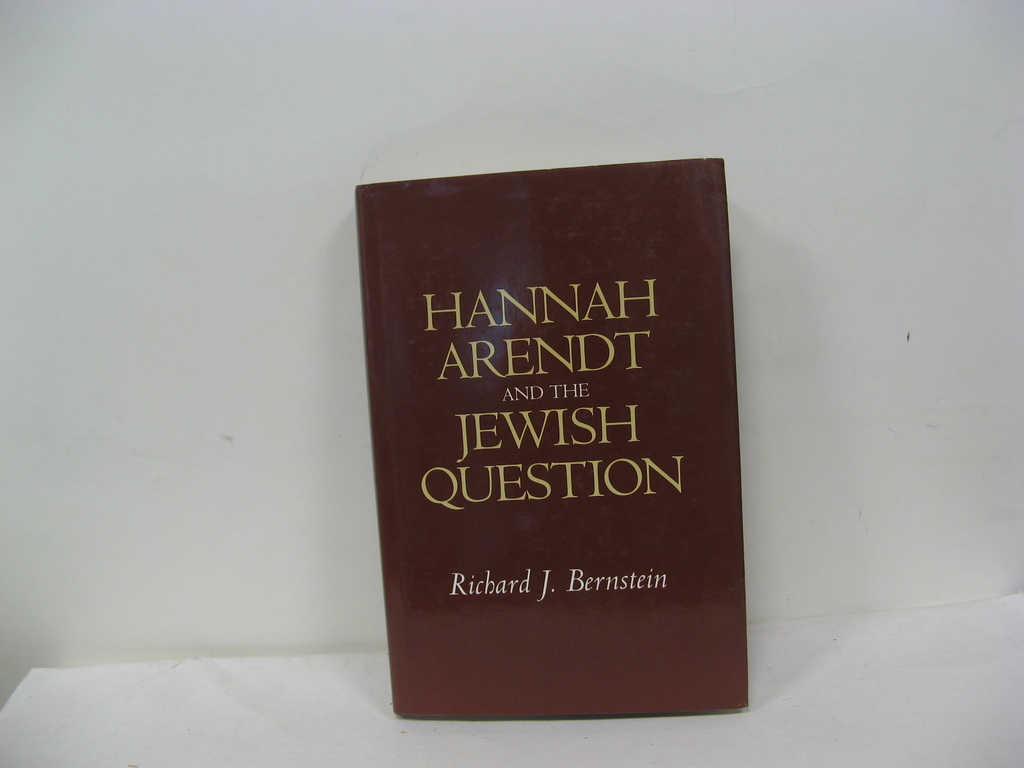 HANNAH
ARENDT
AND THE
JEWISH
QUESTION
Richard J. Bernstein